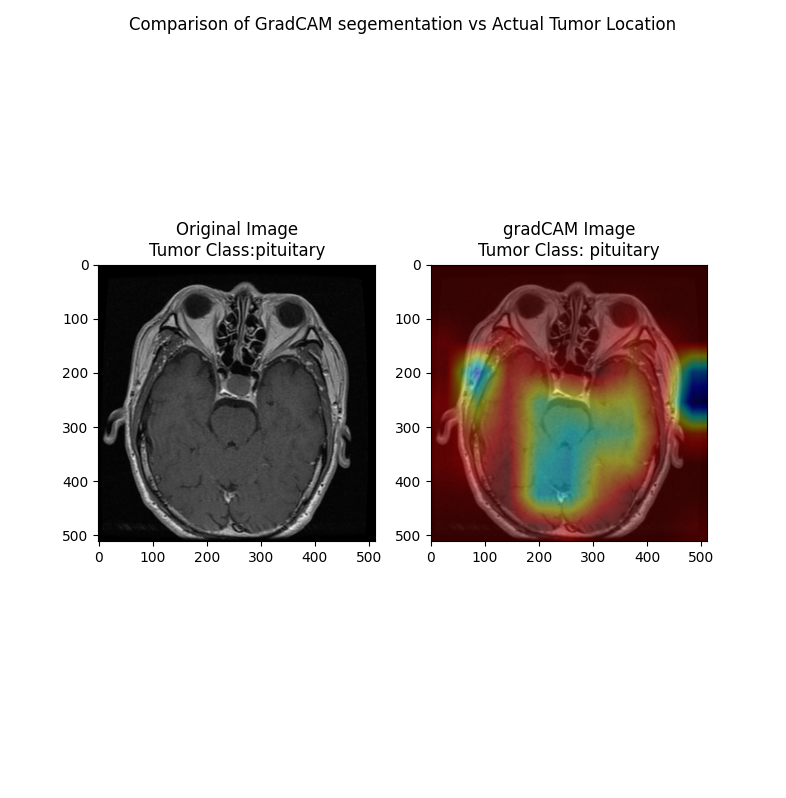 Comparison of GradCAM segementation vs Actual Tumor Location
Original Image
Tumor Class:pituitary
0
100
200
300
400
500
0 100 200 300 400 500
gradCAM Image
Tumor Class: pituitary
0
100
200
300
400
500
0 100 200 300 400 500